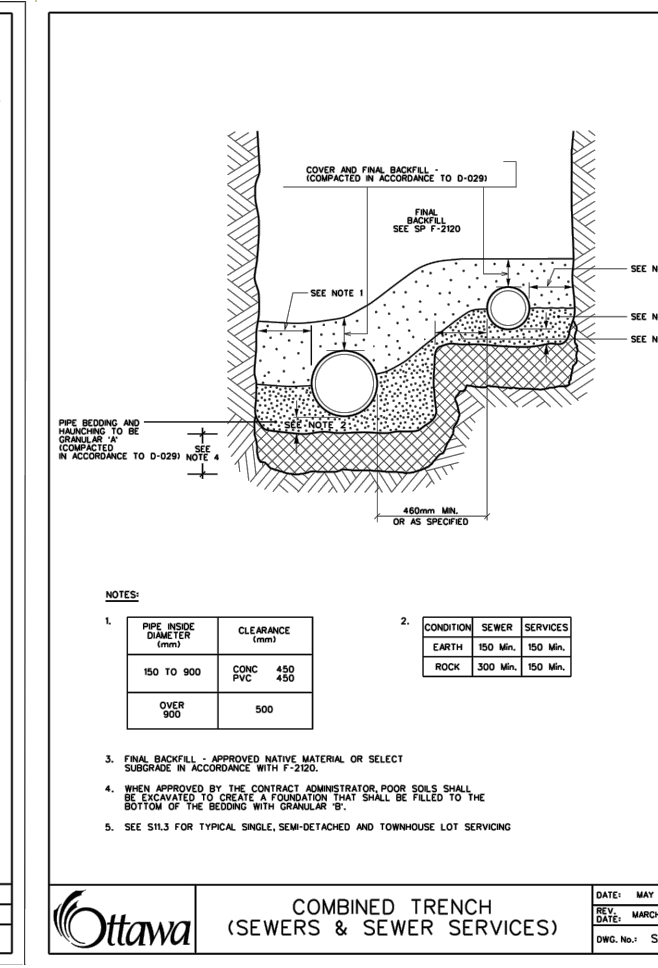 COVER AND FINAL BACKFILL -
(COMPACTED IN ACCORDANCE TO D-029)
FINAL
BACKFILL
SEE SP F-2120
SEE N
SEE NOTE 1
SEE N
SEE N
PIPE BEDDING AND
HAUNCHING TO BE
GRANULAR 'A'
(COMPACTED
IN ACCORDANCE TO D-029)
SEE NOTE 2
SEE
NOTE 4
460mm MIN.
OR AS SPECIFIED
NOTES:
1.
PIPE INSIDE
DIAMETER
(mm)
CLEARANCE
(mm)
150 TO 900
CONC 450
PVC 450
OVER
900
500
2.
CONDITION SEWER SERVICES
EARTH 150 Min. 150 Min.
ROCK 300 Min. 150 Min.
3. FINAL BACKFILL - APPROVED NATIVE MATERIAL OR SELECT
SUBGRADE IN ACCORDANCE WITH F-2120.
4. WHEN APPROVED BY THE CONTRACT ADMINISTRATOR, POOR SOILS SHALL
BE EXCAVATED TO CREATE A FOUNDATION THAT SHALL BE FILLED TO THE
BOTTOM OF THE BEDDING WITH GRANULAR 'B'.
5. SEE S11.3 FOR TYPICAL SINGLE, SEMI-DETACHED AND TOWNHOUSE LOT SERVICING
Ottawa
COMBINED TRENCH
(SEWERS & SEWER SERVICES)
DATE: MAY
REV.
DATE: MARCH
DWG. No.: S